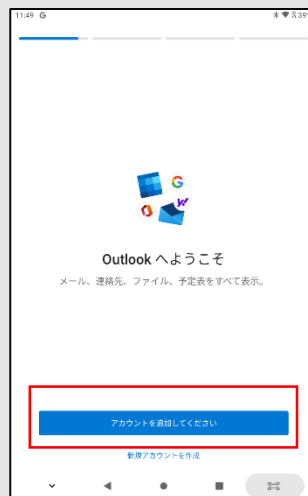 11:49 G
39%
Outlook へようこそ
メール、連絡先、ファイル、予定表をすべて表示。
アカウントを追加してください
新規アカウントを作成